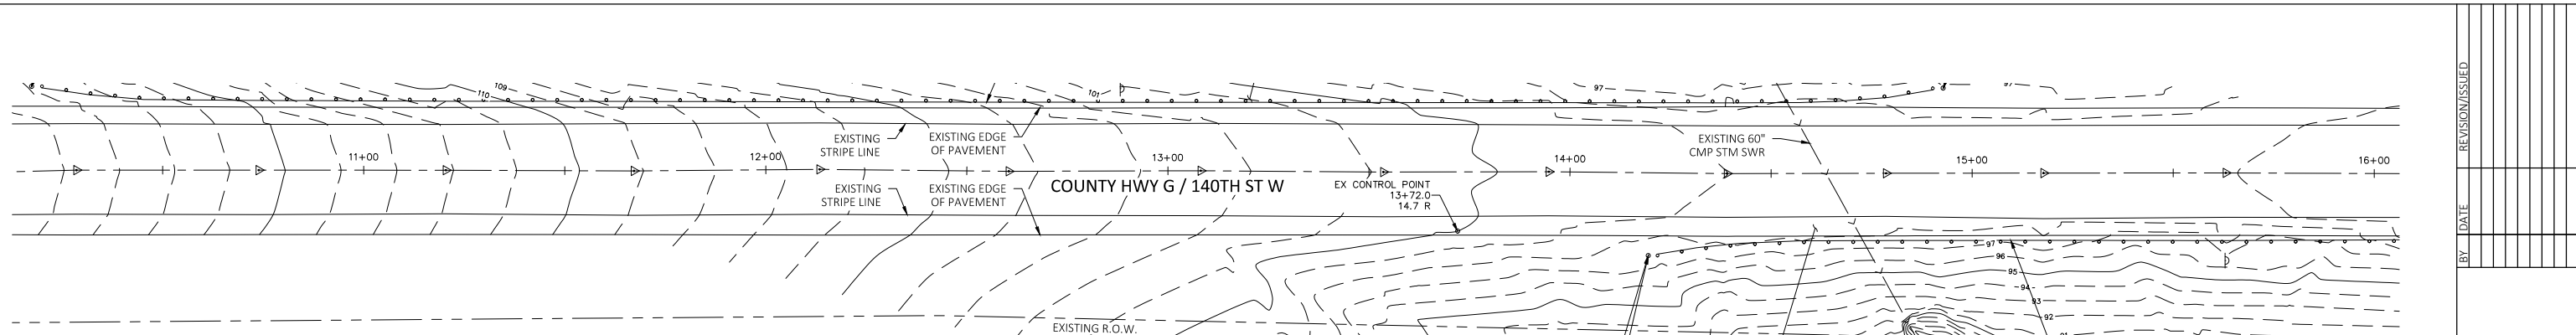 109
110
101
97
97
11+00
12+00
13+00
14+00
15+00
16+00
EXISTING
STRIPE LINE
EXISTING EDGE
OF PAVEMENT
EXISTING 60"
CMP STM SWR
EXISTING
STRIPE LINE
EXISTING EDGE
OF PAVEMENT
COUNTY HWY G / 140TH ST W
EX CONTROL POINT
13+72.0
14.7 R
97
96
95
94
93
92
EXISTING R.O.W.
REVISION/ISSUED
DATE
BY